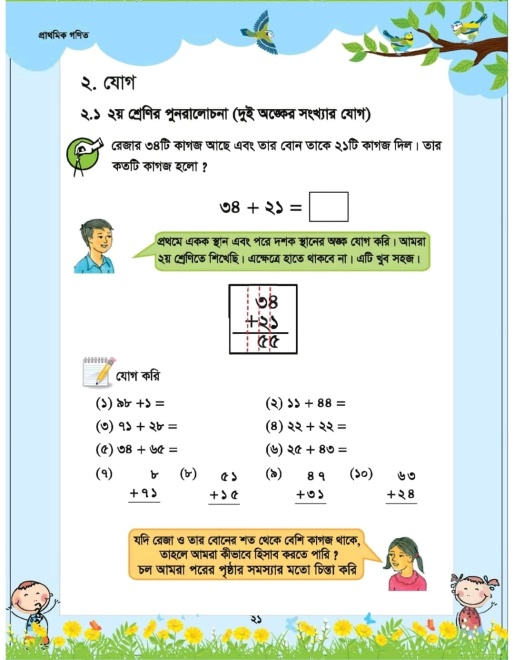 প্রাথমিক গণিত
২. যোগ
২.১ ২য় শ্রেণির পুনরালোচনা (দুই অঙ্কের সংখ্যার যোগ)
রেজার ৩৪টি কাগজ আছে এবং তার বোন তাকে ২১টি কাগজ দিল। তার
কতটি কাগজ হলো ?
৩৪ + ২১ =
প্রথমে একক স্থান এবং পরে দশক স্থানের অঙ্ক যোগ করি। আমরা
২য় শ্রেণিতে শিখেছি। এক্ষেত্রে হাতে থাকবে না। এটি খুব সহজ।
৩৪
+২১
৫৫
যোগ করি
(১) ৯৮ +১ = (২) ১১ + ৪৪ =
(৩) ৭১ + ২৮ = (৪) ২২ + ২২ =
(৫) ৩৪ + ৬৫ = (৬) ২৫ + ৪৩ =
(৭) ৮ (৮) ৫১ (৯) ৪৭ (১০) ৬৩
+৭১ +১৫ +৩১ +২৪
যদি রেজা ও তার বোনের শত থেকে বেশি কাগজ থাকে,
তাহলে আমরা কীভাবে হিসাব করতে পারি ?
চল আমরা পরের পৃষ্ঠার সমস্যার মতো চিন্তা করি
২১